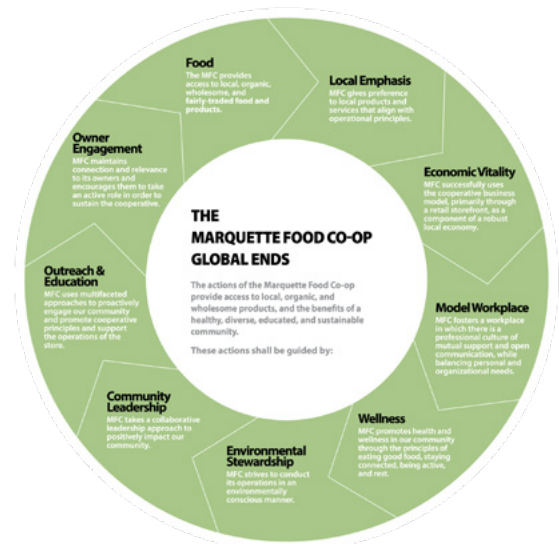 THE
MARQUETTE FOOD CO-OP
GLOBAL ENDS
The actions of the Marquette Food Co-op
provide access to local, organic, and
wholesome products, and the benefits of a
healthy, diverse, educated, and sustainable
community.
These actions shall be guided by:
Food
The MFC provides
access to local, organic,
wholesome, and
fairly-traded food and
products.
Local Emphasis
MFC gives preference
to local products and
services that align with
operational principles.
Economic Vitality
MFC successfully uses
the cooperative business
model, primarily through
a retail storefront, as a
component of a robust
local economy.
Model Workplace
MFC fosters a workplace
in which there is a
professional culture of
mutual support and open
communication, while
balancing personal and
organizational needs.
Wellness
MFC promotes health and
wellness in our community
through the principles of
eating good food, staying
connected, being active,
and rest.
Environmental
Stewardship
MFC strives to conduct
its operations in an
environmentally
conscious manner.
Community
Leadership
MFC takes a collaborative
leadership approach to
positively impact our
community.
Outreach &
Education
MFC uses multifaceted
approaches to proactively
engage our community
and promote cooperative
principles and support
the operations of the
store.
Owner
Engagement
MFC maintains
connection and relevance
to its owners and
encourages them to take
an active role in order to
sustain the cooperative.